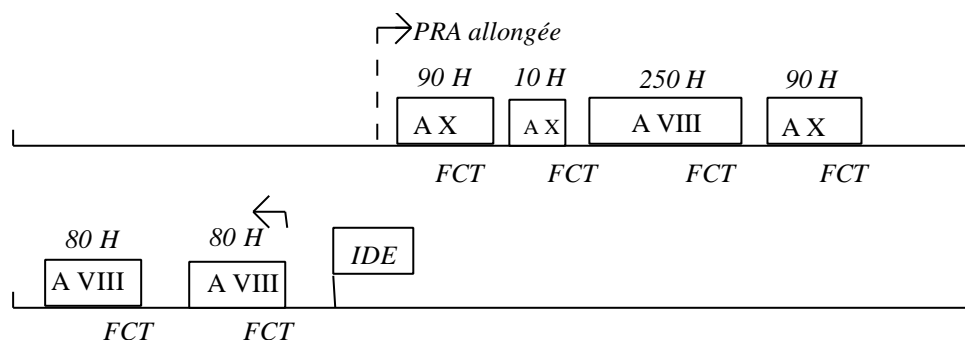 PRA allongée
90 H 10 H 250 H 90 H
A X A X A VIII A X
FCT FCT FCT FCT
80 H 80 H
IDE
A VIII A VIII
FCT FCT